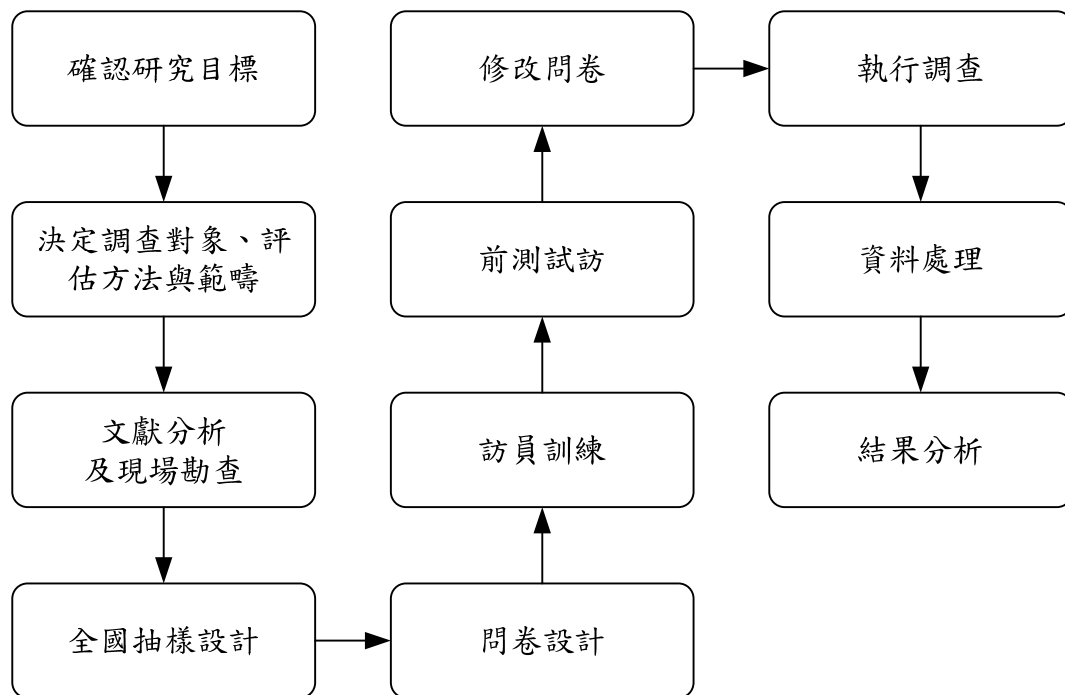 確認研究目標
決定調查對象、評
估方法與範疇
文獻分析
及現場勘查
全國抽樣設計
問卷設計
訪員訓練
前測試訪
修改問卷
執行調查
資料處理
結果分析